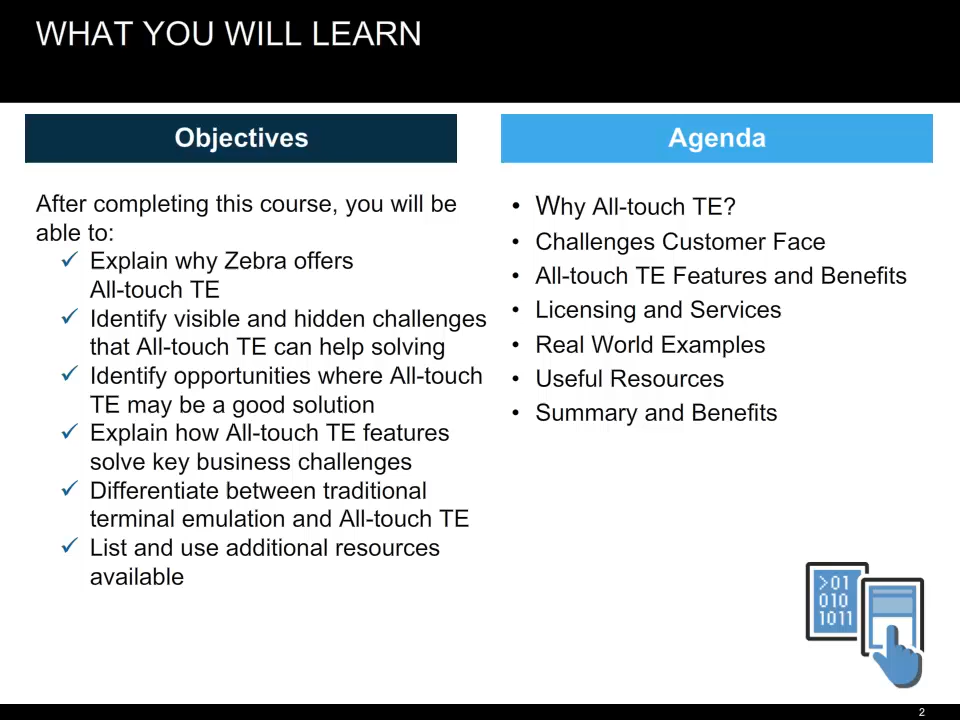 WHAT YOU WILL LEARN
Objectives
After completing this course, you will be
able to:
✓ Explain why Zebra offers
All-touch TE
✓ Identify visible and hidden challenges
that All-touch TE can help solving
✓ Identify opportunities where All-touch
TE may be a good solution
✓ Explain how All-touch TE features
solve key business challenges
✓ Differentiate between traditional
terminal emulation and All-touch TE
✓ List and use additional resources
available
Agenda
• Why All-touch TE?
• Challenges Customer Face
• All-touch TE Features and Benefits
• Licensing and Services
• Real World Examples
• Useful Resources
• Summary and Benefits
>01
010
1011
2